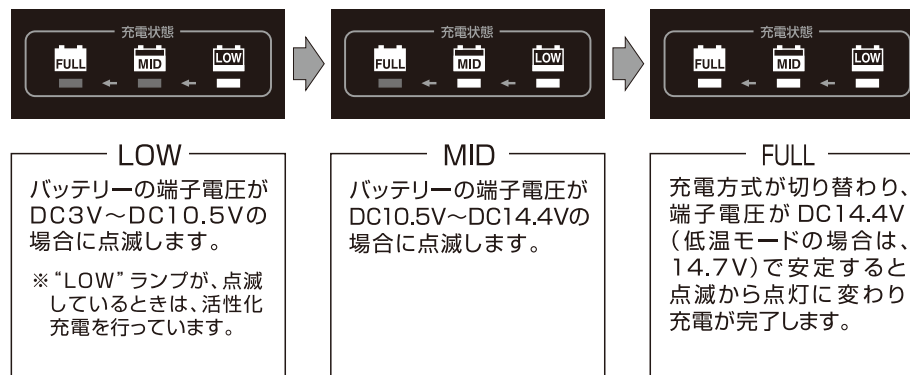 充電状態
FULL
MID
LOW
充電状態
FULL
MID
LOW
充電状態
FULL
MID
LOW
LOW
バッテリーの端子電圧が
DC3V～DC10.5Vの
場合に点滅します。
※“LOW”ランプが、点滅
しているときは、活性化
充電を行っています。
MID
バッテリーの端子電圧が
DC10.5V～DC14.4Vの
場合に点滅します。
FULL
充電方式が切り替わり、
端子電圧が DC14.4V
(低温モードの場合は、
14.7V)で安定すると
点滅から点灯に変わり
充電が完了します。